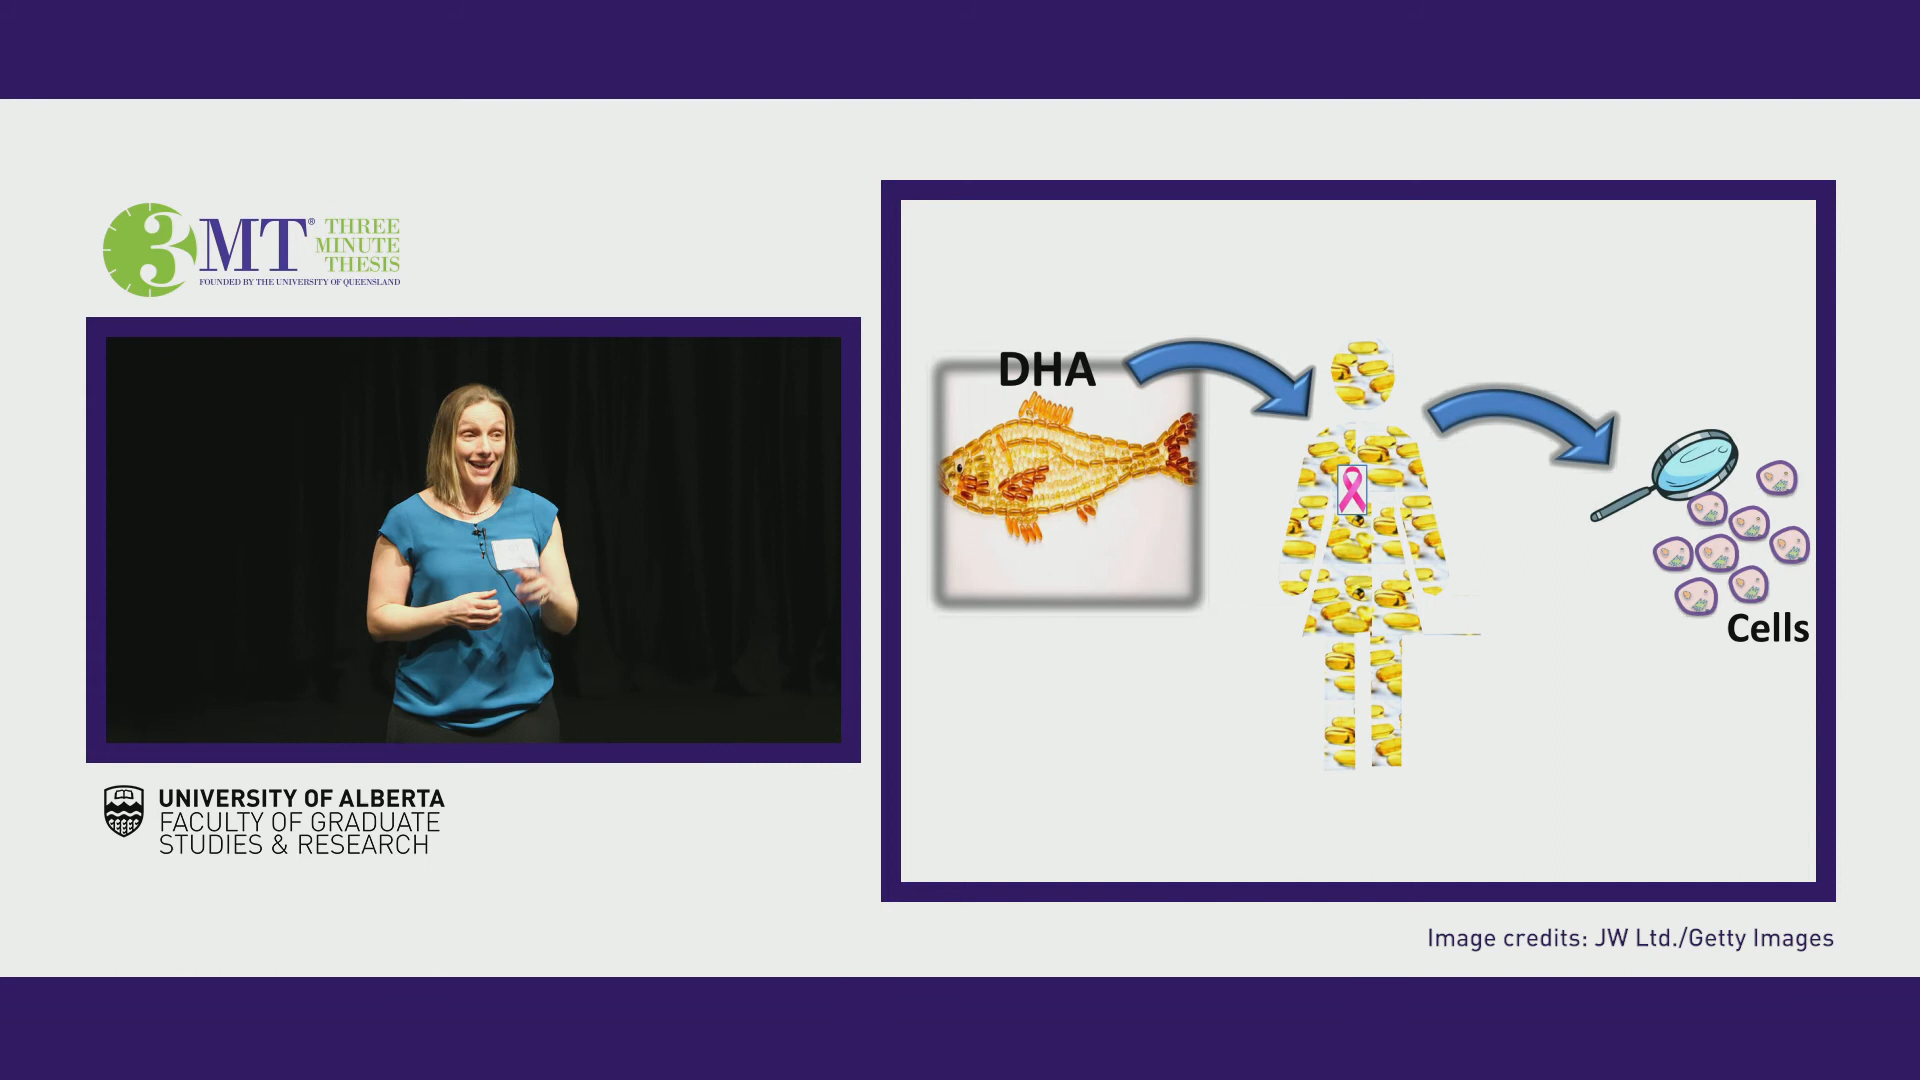 3MT® THREE
MINUTE
THESIS
FOUNDED BY THE UNIVERSITY OF QUEENSLAND
UNIVERSITY OF ALBERTA
FACULTY OF GRADUATE
STUDIES & RESEARCH
DHA
Cells
Image credits: JW Ltd./Getty Images